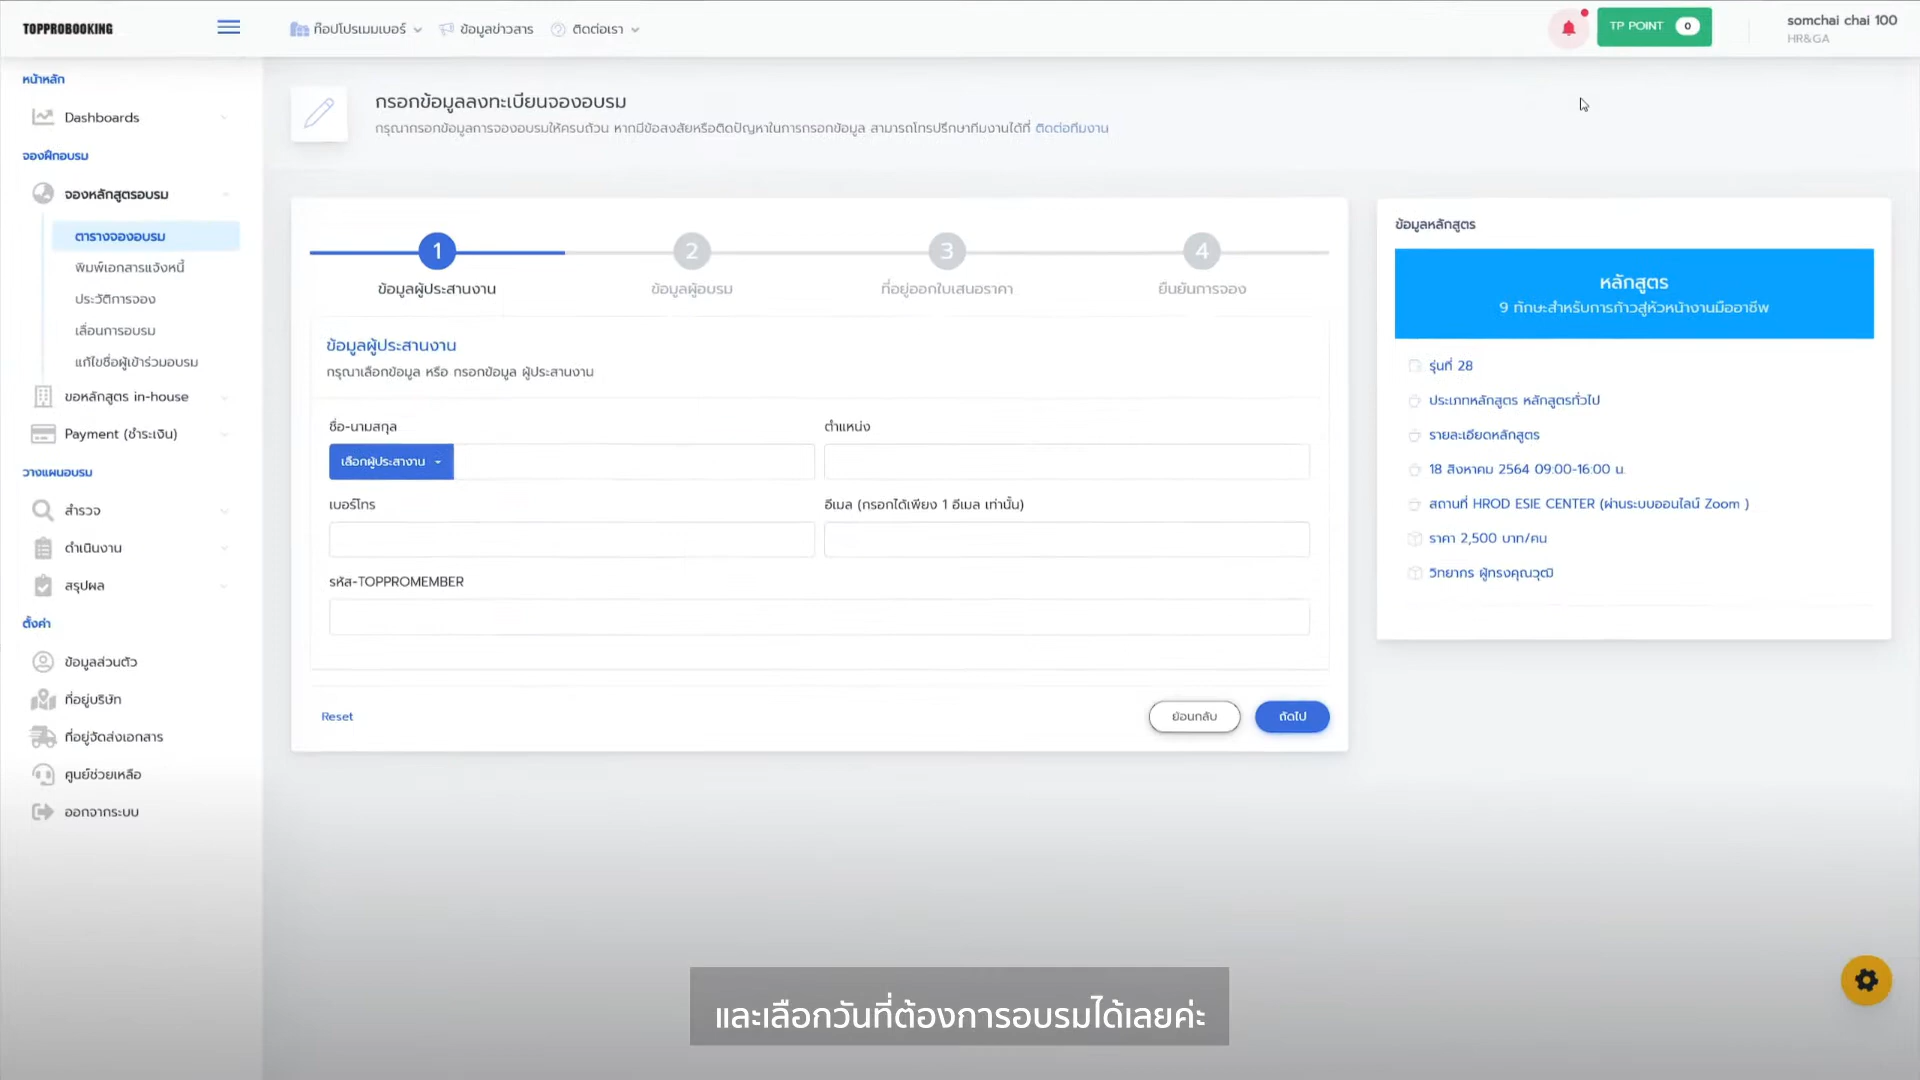 TOPPROBOOKING
ท๊อปโปรเมมเบอร์
ข้อมูลข่าวสาร
ติดต่อเรา
TP POINT 0
somchai chai 100
HR&GA
หน้าหลัก
Dashboards
จองฝึกอบรม
จองหลักสูตรอบรม
ตารางจองอบรม
พิมพ์เอกสารแจ้งหนี้
ประวัติการจอง
เลื่อนการอบรม
แก้ไขชื่อผู้เข้าร่วมอบรม
ขอหลักสูตร in-house
Payment (ชำระเงิน)
วางแผนอบรม
สำรวจ
ดำเนินงาน
สรุปผล
ตั้งค่า
ข้อมูลส่วนตัว
ที่อยู่บริษัท
ที่อยู่จัดส่งเอกสาร
ศูนย์ช่วยเหลือ
ออกจากระบบ
กรอกข้อมูลลงทะเบียนจองอบรม
กรุณากรอกข้อมูลการจองอบรมให้ครบถ้วน หากมีข้อสงสัยหรือติดปัญหาในการกรอกข้อมูล สามารถโทรปรึกษาทีมงานได้ที่ ติดต่อทีมงาน
1 2 3 4
ข้อมูลผู้ประสานงาน ข้อมูลผู้อบรม ที่อยู่ออกใบเสนอราคา ยืนยันการจอง
ข้อมูลผู้ประสานงาน
กรุณาเลือกข้อมูล หรือ กรอกข้อมูล ผู้ประสานงาน
ชื่อ-นามสกุล ตำแหน่ง
เลือกผู้ประสางาน
เบอร์โทร อีเมล (กรอกได้เพียง 1 อีเมล เท่านั้น)
รหัส-TOPPROMEMBER
Reset ย้อนกลับ ถัดไป
ข้อมูลหลักสูตร
หลักสูตร
9 ทักษะสำหรับการก้าวสู่หัวหน้างานมืออาชีพ
รุ่นที่ 28
ประเภทหลักสูตร หลักสูตรทั่วไป
รายละเอียดหลักสูตร
18 สิงหาคม 2564 09:00-16:00 น.
สถานที่ HROD ESIE CENTER (ผ่านระบบออนไลน์ Zoom )
ราคา 2,500 บาท/คน
วิทยากร ผู้ทรงคุณวุฒิ
และเลือกวันที่ต้องการอบรมได้เลยค่ะ